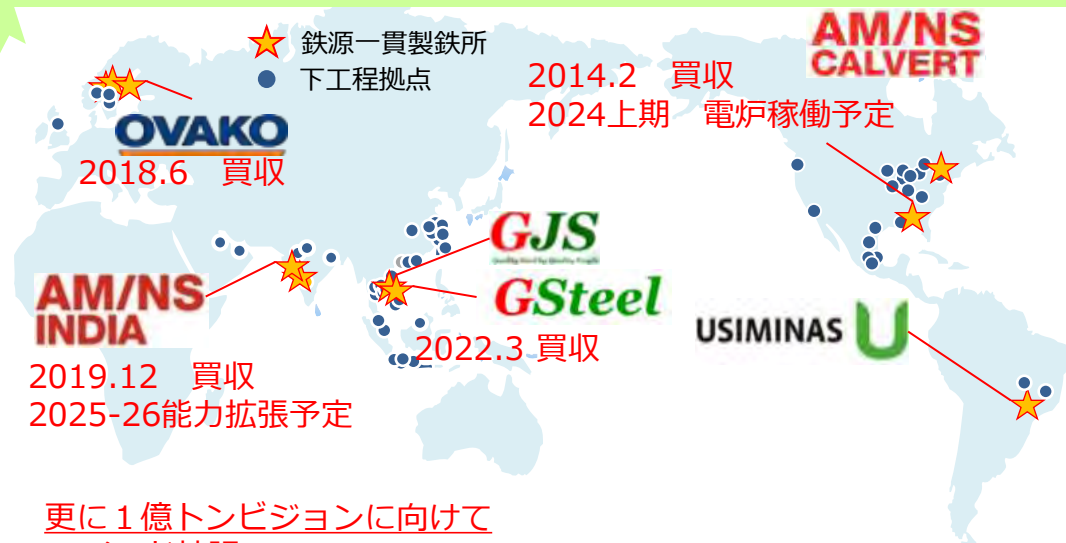 鉄源一貫製鉄所
下工程拠点
AM/NS
CALVERT
2014.2 買収
2024上期 電炉稼働予定
OVAKO
2018.6 買収
GJS
GSteel
2022.3 買収
AM/NS
INDIA
2019.12 買収
2025-26能力拡張予定
USIMINAS
更に１億トンビジョンに向けて